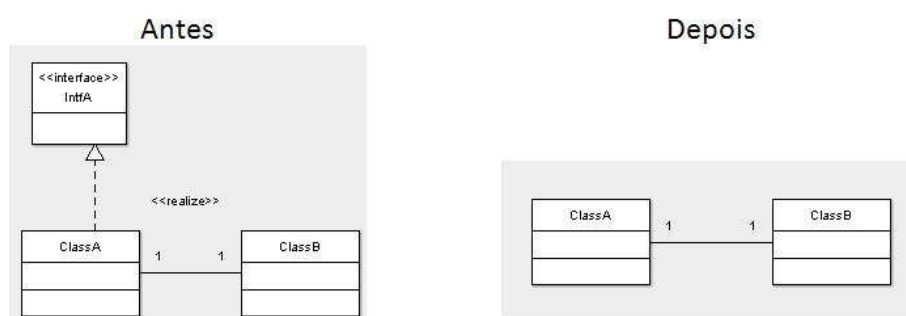 Antes
Depois
<<interface>>
IntfA
<<realize>>
ClassA
1
1
ClassB
ClassA
1
1
ClassB